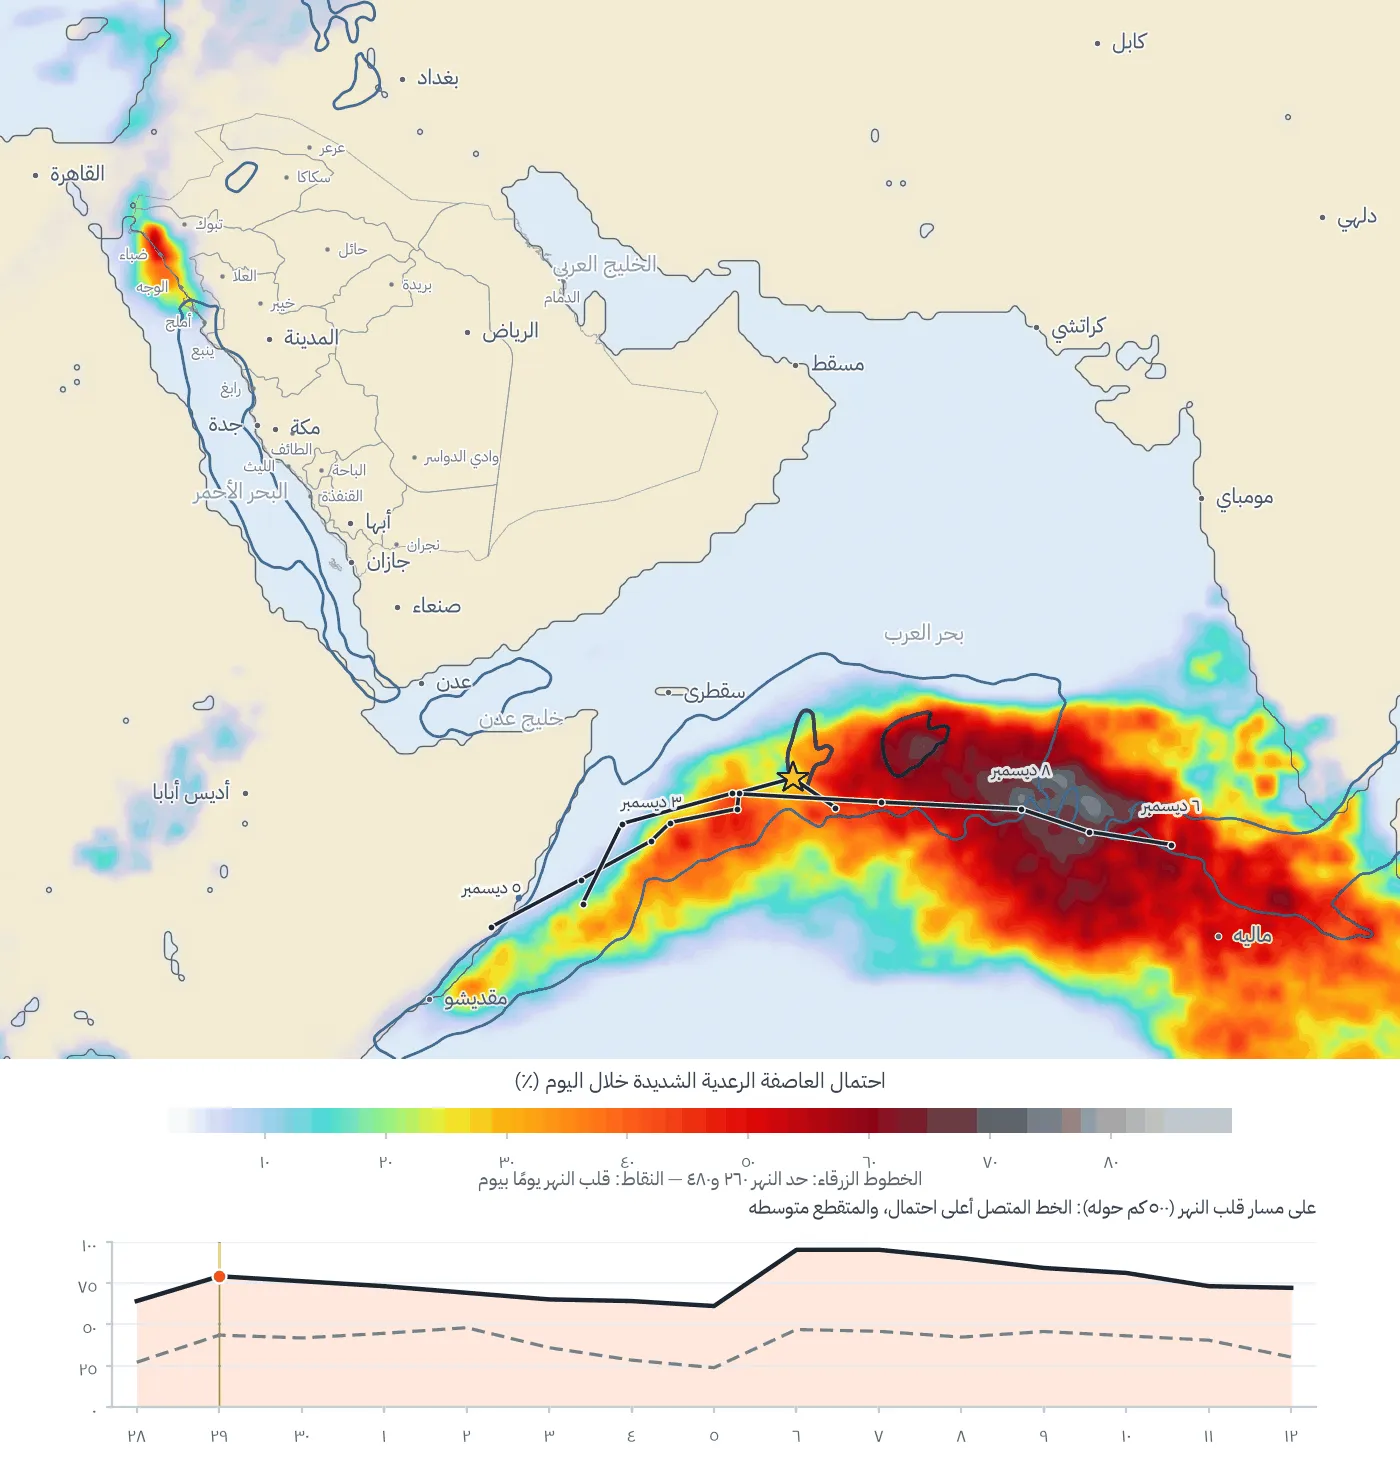 كابل
بغداد
عرعر
القاهرة
سكاكا
دلهي
تبوك
حائل
ضباء
الخليج العربي
العلا
بريدة
الوجه
الدمام
خيبر
أملج
كراتشي
الرياض
المدينة
ينبع
مسقط
رابغ
جدة
مكة
الطائف
وادي الدواسر
الليث
الباحة
البحر الأحمر
القنفذة
مومباي
أبها
نجران
جازان
صنعاء
بحر العرب
عدن
سقطرى
خليج عدن
٨ ديسمبر
أديس أبابا
٣ ديسمبر
٦ ديسمبر
٥ ديسمبر
ماليه
مقديشو
احتمال العاصفة الرعدية الشديدة خلال اليوم (٪)
١٠ ٢٠ ٣٠ ٤٠ ٥٠ ٦٠ ٧٠ ٨٠
الخطوط الزرقاء: حد النهر ٢٦٠ و٤٨٠ — النقاط: قلب النهر يومًا بيوم
على مسار قلب النهر (٥٠٠ كم حوله): الخط المتصل أعلى احتمال، والمتقطع متوسطه
١٠٠
٧٥
٥٠
٢٥
٠
٢٨ ٢٩ ٣٠ ١ ٢ ٣ ٤ ٥ ٦ ٧ ٨ ٩ ١٠ ١١ ١٢